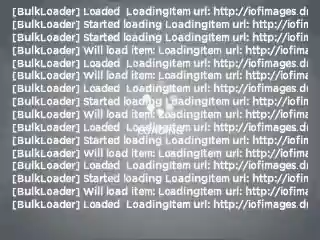 [BulkLoader] Loaded LoadingItem url: http://iofimages.d
[BulkLoader] Started loading LoadingItem url: http://iofi
[BulkLoader] Will load item: LoadingItem url: http://iofima
[BulkLoader] Started loading LoadingItem url: http://iofin
[BulkLoader] Loaded LoadingItem url: http://iofimages.d
[BulkLoader] Will load item: LoadingItem url: http://iofima
[BulkLoader] Loaded LoadingItem url: http://iofimages.d
[BulkLoader] Started loading LoadingItem url: http://iofin
[BulkLoader] Will load item: LoadingItem url: http://iofima
[BulkLoader] Loaded LoadingItem url: http://iofimages.d
[BulkLoader] Started loading LoadingItem url: http://iofin
[BulkLoader] Will load item: LoadingItem url: http://iofima
[BulkLoader] Loaded LoadingItem url: http://iofimages.d
[BulkLoader] Started loading LoadingItem url: http://iofin
[BulkLoader] Will load item: LoadingItem url: http://iofima
[BulkLoader] Loaded LoadingItem url: http://iofimages.d